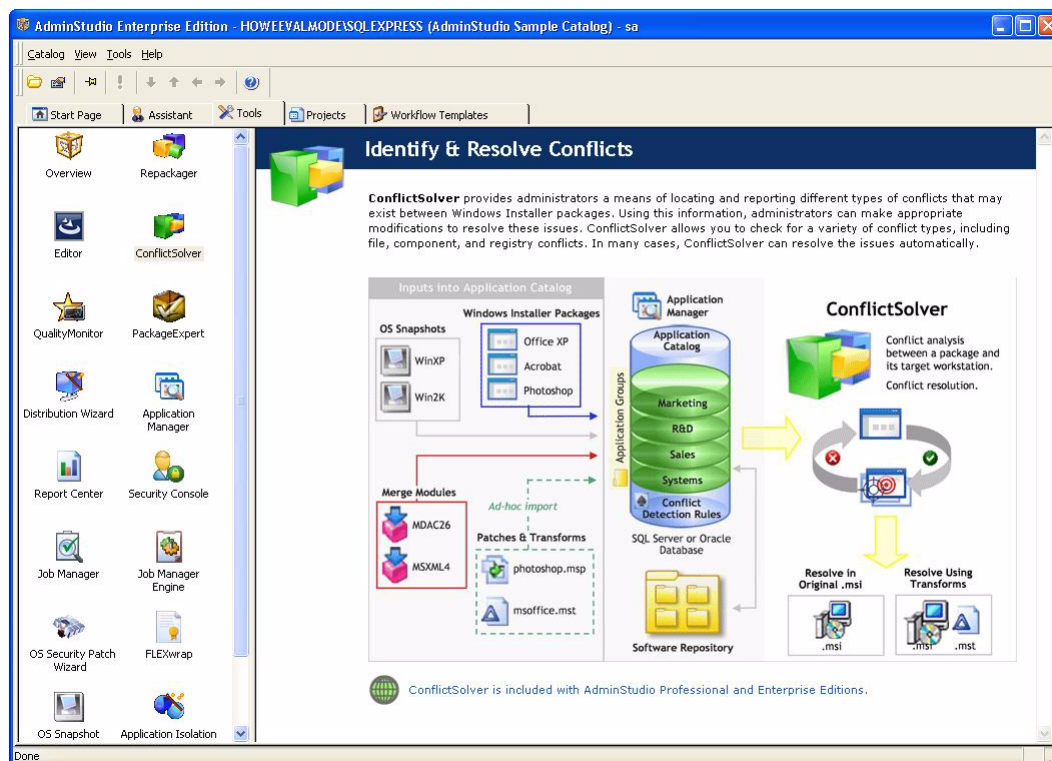 AdminStudio Enterprise Edition - HOWEEVALMODE\SQLEXPRESS (AdminStudio Sample Catalog) - sa
Catalog View Tools Help
Start Page
Assistant
Tools
Projects
Workflow Templates
Overview
Repackager
Editor
ConflictSolver
QualityMonitor
PackageExpert
Distribution Wizard
Application
Manager
Report Center
Security Console
Job Manager
Job Manager
Engine
OS Security Patch
Wizard
FLEXwrap
OS Snapshot
Application Isolation
Identify & Resolve Conflicts
ConflictSolver provides administrators a means of locating and reporting different types of conflicts that may
exist between Windows Installer packages. Using this information, administrators can make appropriate
modifications to resolve these issues. ConflictSolver allows you to check for a variety of conflict types, including
file, component, and registry conflicts. In many cases, ConflictSolver can resolve the issues automatically.
Inputs into Application Catalog
OS Snapshots
WinXP
Win2K
Windows Installer Packages
Office XP
Acrobat
Photoshop
Merge Modules
MDAC26
MSXML4
Ad-hoc import
Patches & Transforms
photoshop.msp
msoffice.mst
Application
Manager
Application
Catalog
Application Groups
Marketing
R&D
Sales
Systems
Conflict
Detection Rules
SQL Server or Oracle
Database
Software Repository
ConflictSolver
Conflict analysis
between a package and
its target workstation.
Conflict resolution.
Resolve in
Original .msi
.msi
Resolve Using
Transforms
.msi
.mst
ConflictSolver is included with AdminStudio Professional and Enterprise Editions.
Done